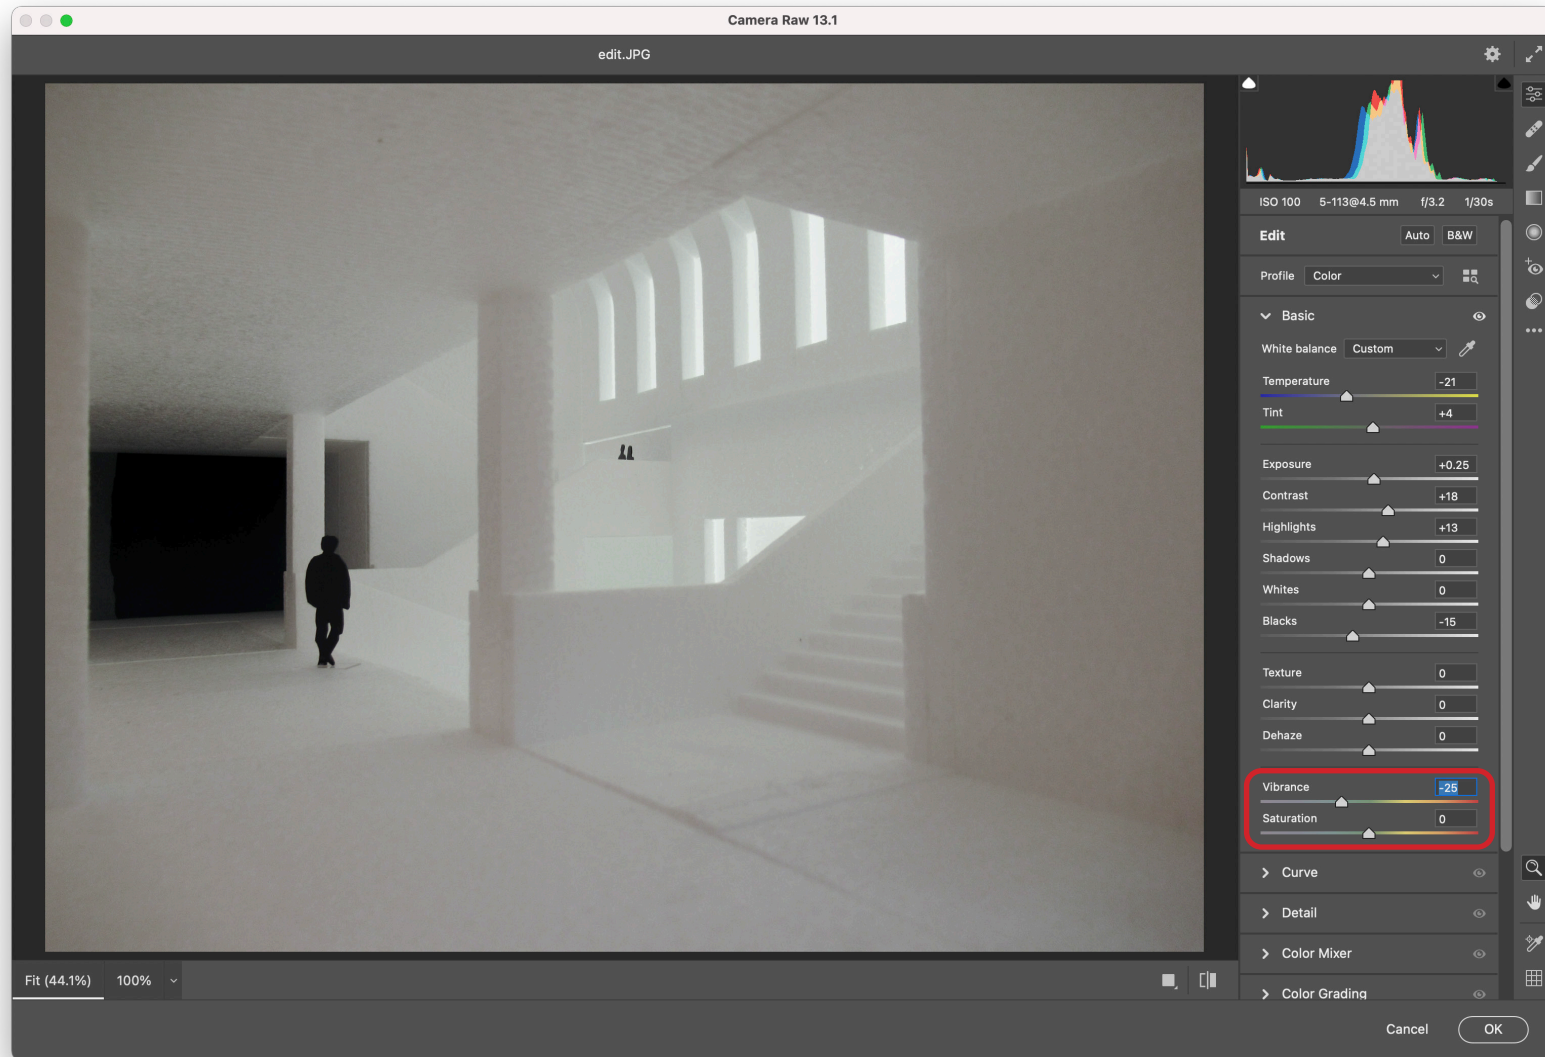 Camera Raw 13.1
edit.JPG
ISO 100 5-113@4.5 mm f/3.2 1/30s
Edit Auto B&W
Profile Color
Basic
White balance Custom
Temperature -21
Tint +4
Exposure +0.25
Contrast +18
Highlights +13
Shadows 0
Whites 0
Blacks -15
Texture 0
Clarity 0
Dehaze 0
Vibrance -25
Saturation 0
Curve
Detail
Color Mixer
Color Grading
Fit (44.1%) 100%
Cancel OK